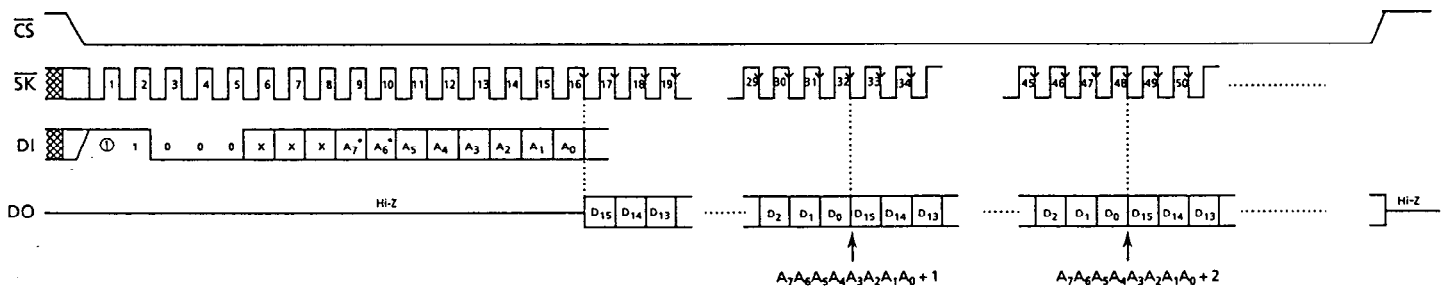 CS
SK 1 2 3 4 5 6 7 8 9 10 11 12 13 14 15 16 17 18 19 29 30 31 32 33 34 45 46 47 48 49 50
DI ① 1 0 0 0 X X X A7* A6* A5 A4 A3 A2 A1 A0
DO Hi-Z D15 D14 D13 D2 D1 D0 D15 D14 D13 D2 D1 D0 D15 D14 D13 Hi-Z
A7A6A5A4A3A2A1A0 + 1 A7A6A5A4A3A2A1A0 + 2